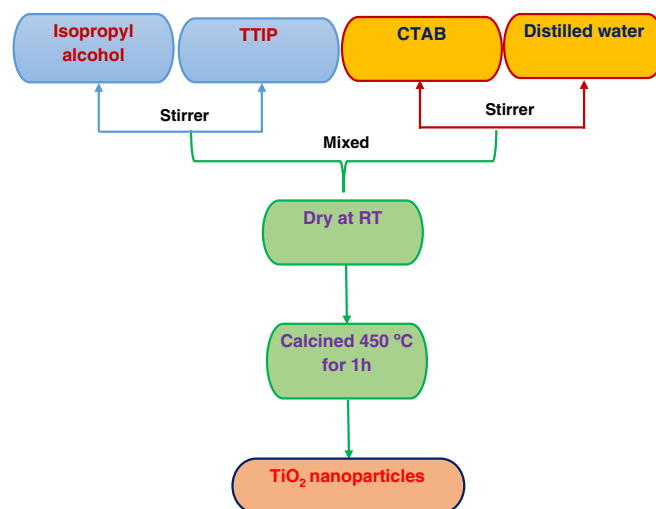 Isopropyl
alcohol
TTIP
CTAB
Distilled water
Stirrer
Stirrer
Mixed
Dry at RT
Calcined 450 ºC
for 1h
TiO₂ nanoparticles